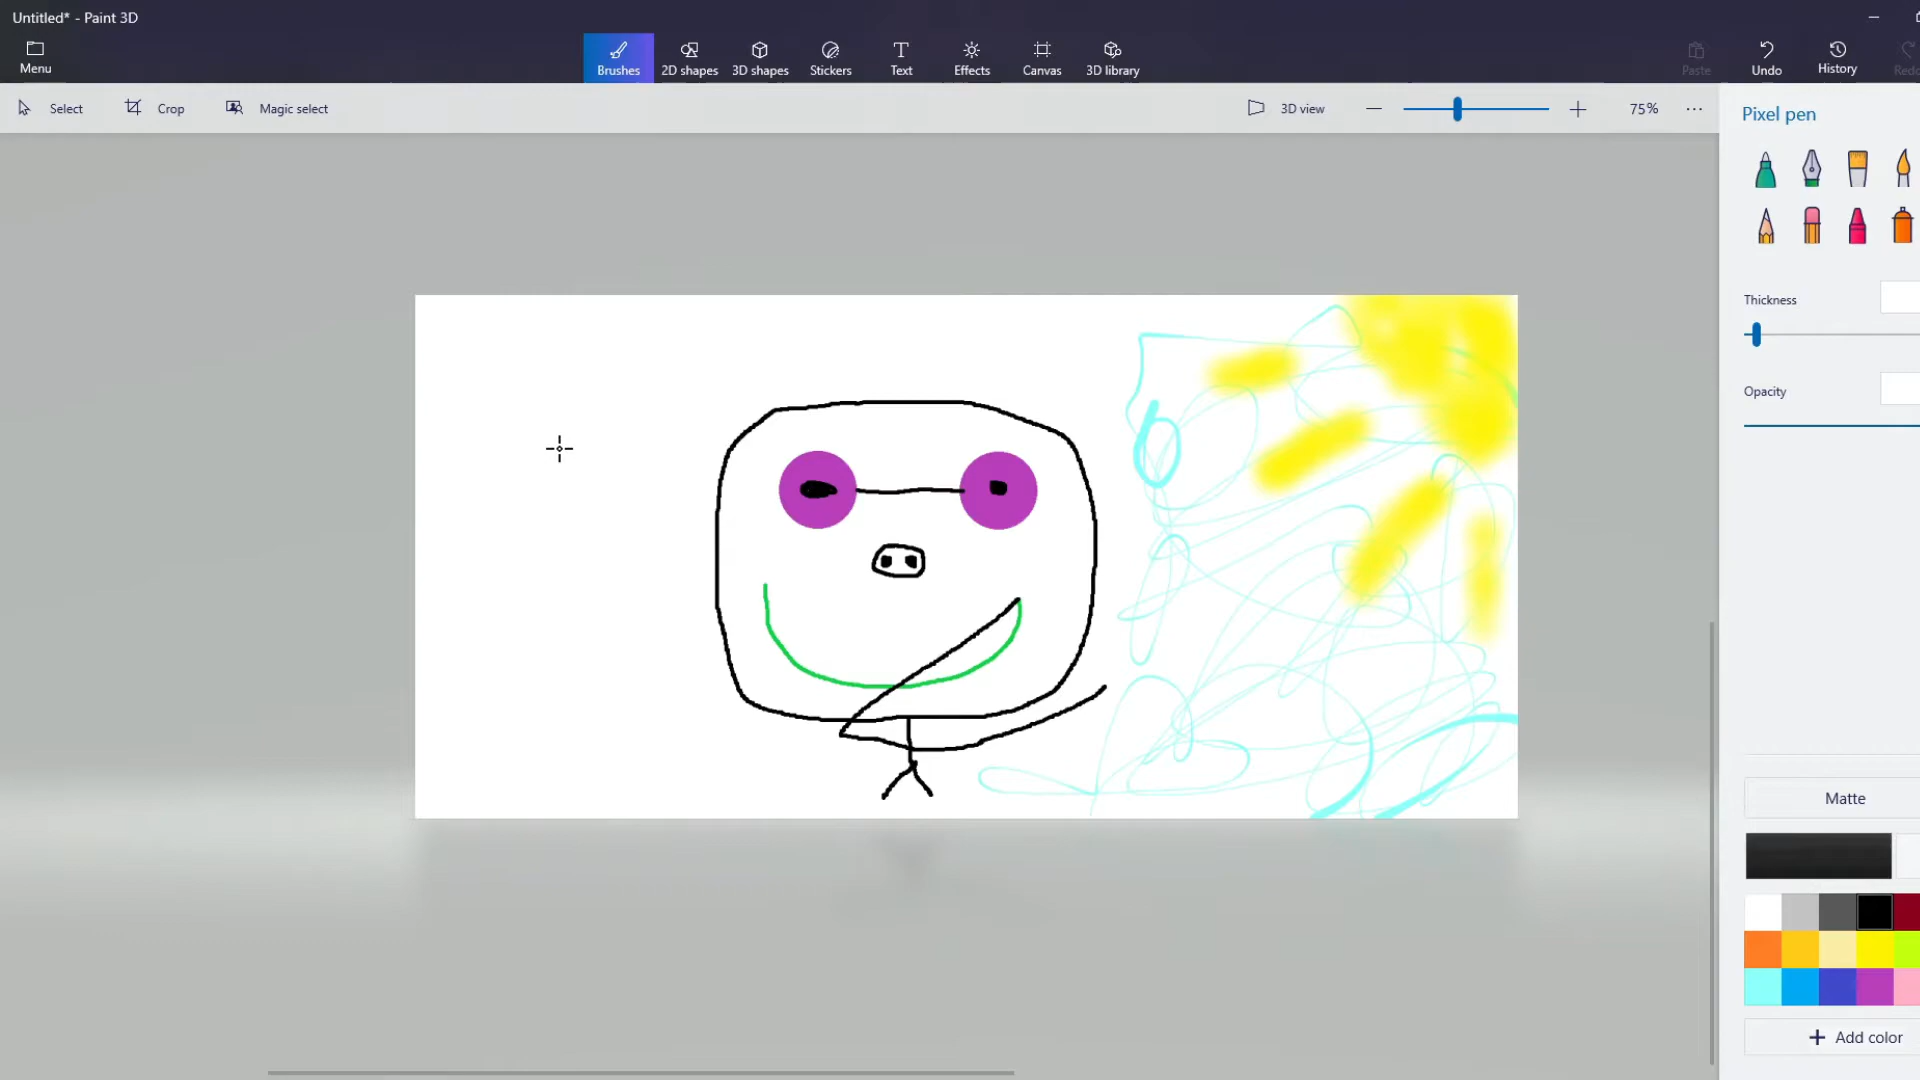 Untitled* - Paint 3D
Menu
Brushes
2D shapes
3D shapes
Stickers
Text
Effects
Canvas
3D library
Paste
Undo
History
Redo
Select
Crop
Magic select
3D view
75%
Pixel pen
Thickness
Opacity
Matte
Add color